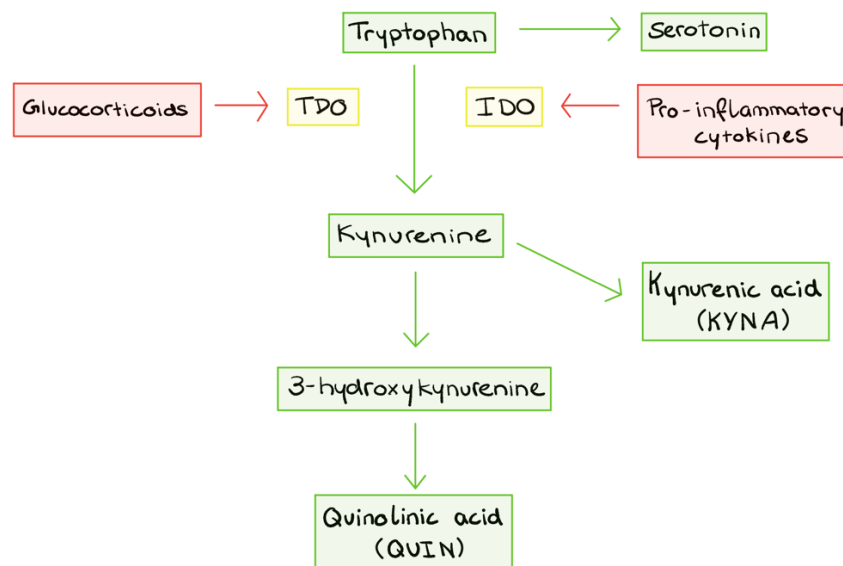 Tryptophan
Serotonin
Glucocorticoids
TDO
IDO
Pro-inflammatory
cytokines
Kynurenine
Kynurenic acid
(KYNA)
3-hydroxykynurenine
Quinolinic acid
(QUIN)